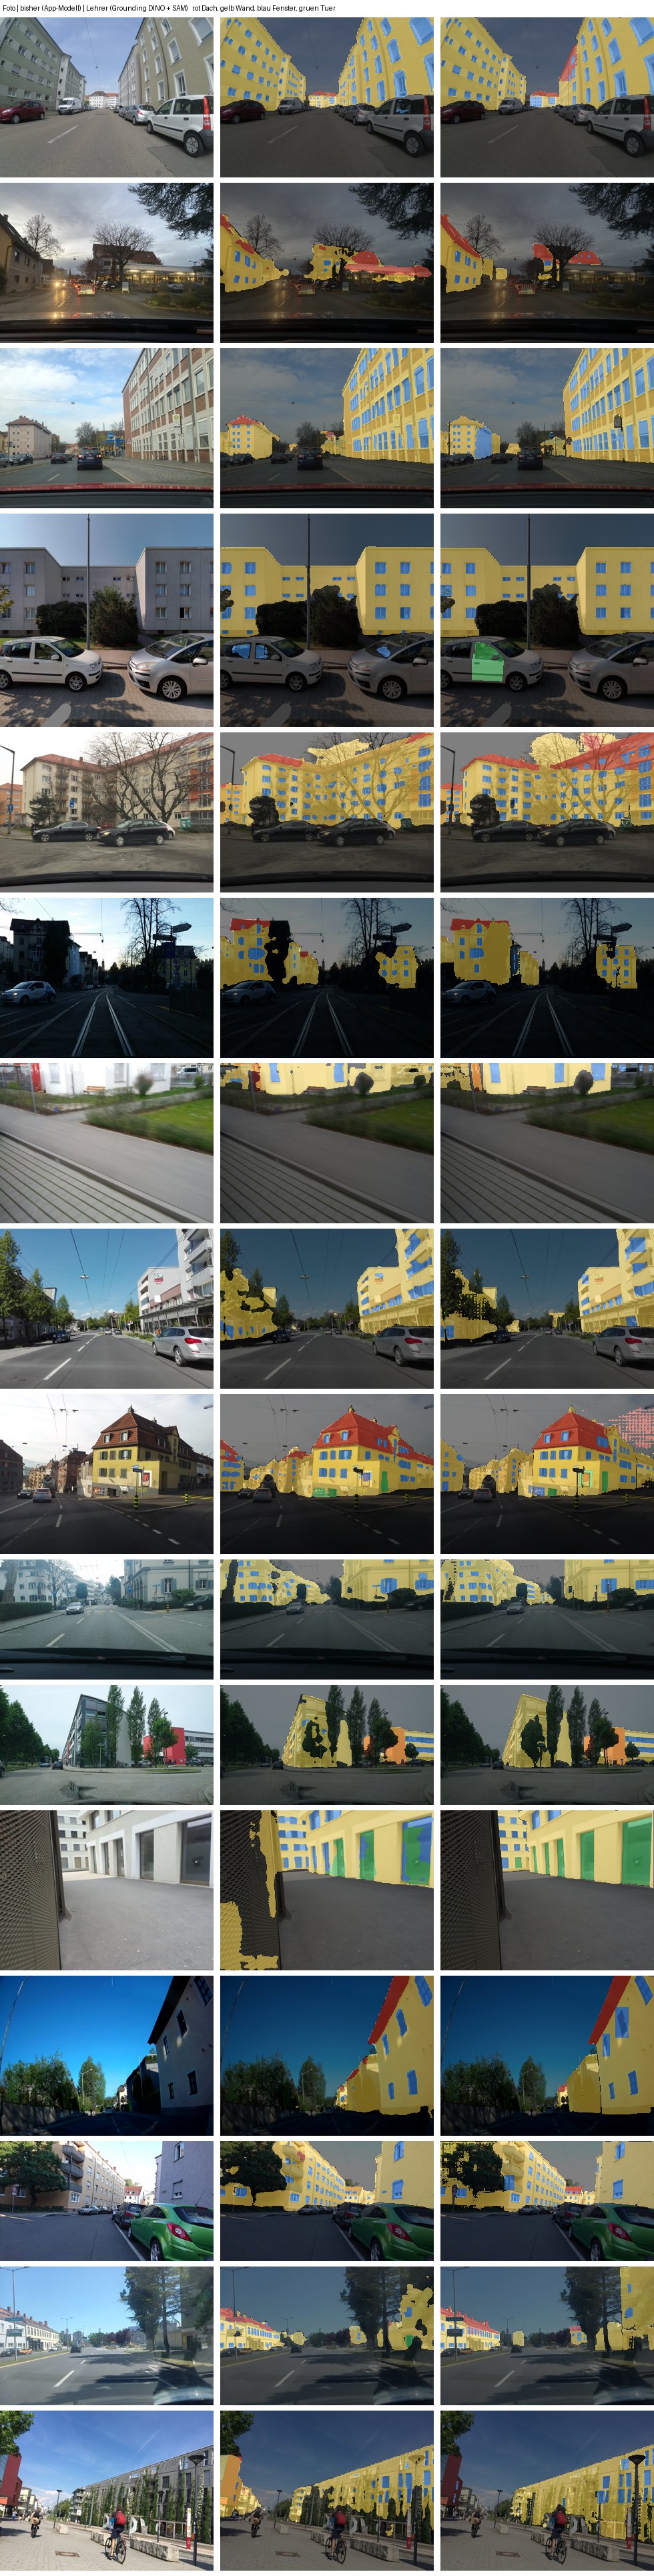 Foto | bisher (App-Modell) | Lehrer (Grounding DINO + SAM)   rot Dach, gelb Wand, blau Fenster, gruen Tuer